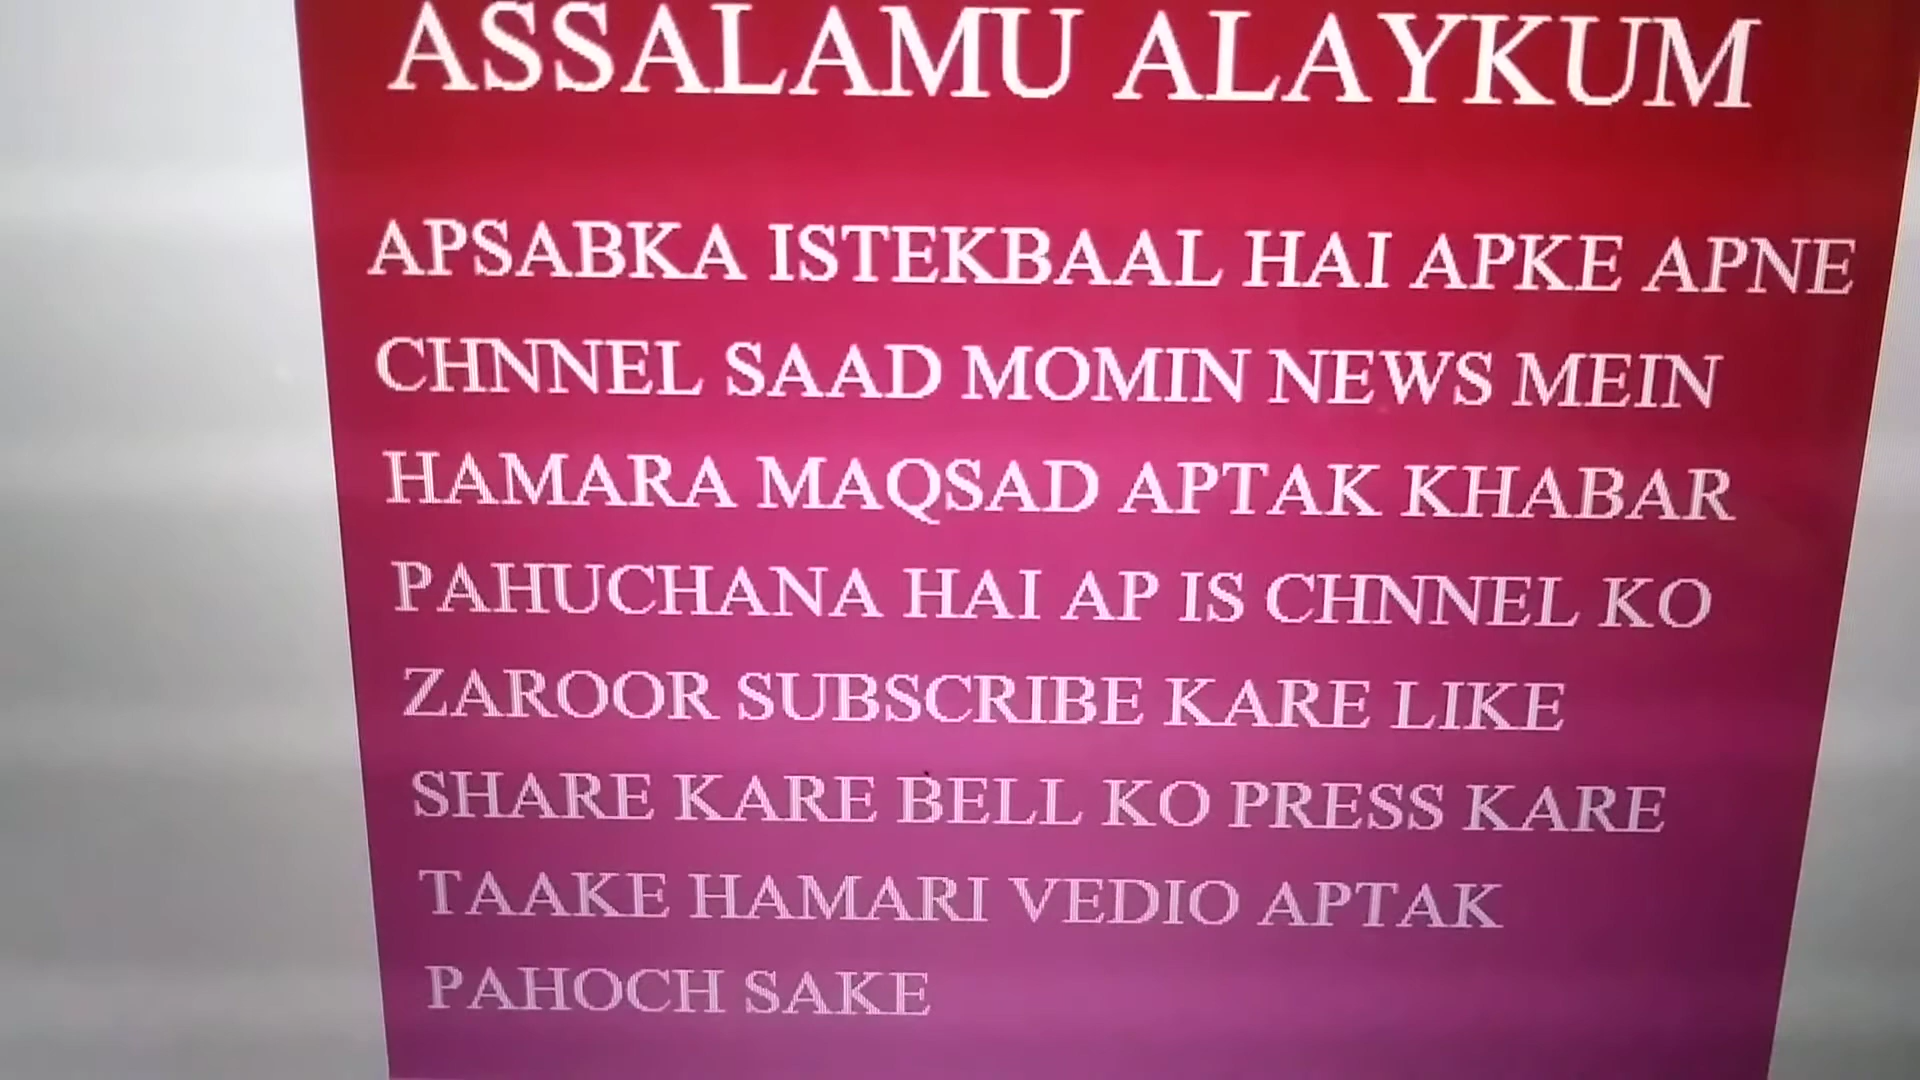 ASSALAMU ALAYKUM
APSABKA ISTEKBAAL HAI APKE APNE
CHNNEL SAAD MOMIN NEWS MEIN
HAMARA MAQSAD APTAK KHABAR
PAHUCHANA HAI AP IS CHNNEL KO
ZAROOR SUBSCRIBE KARE LIKE
SHARE KARE BELL KO PRESS KARE
TAAKE HAMARI VEDIO APTAK
PAHOCH SAKE